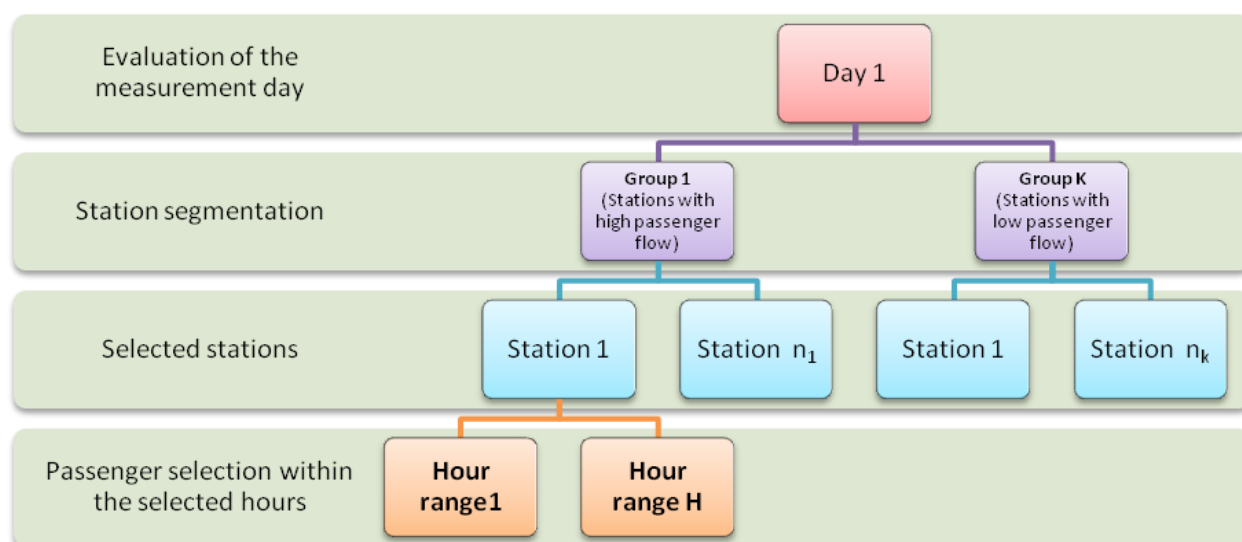 Evaluation of the
measurement day
Day 1
Station segmentation
Group 1
(Stations with
high passenger
flow)
Group K
(Stations with
low passenger
flow)
Selected stations
Station 1
Station n₁
Station 1
Station nₖ
Passenger selection within
the selected hours
Hour
range1
Hour
range H